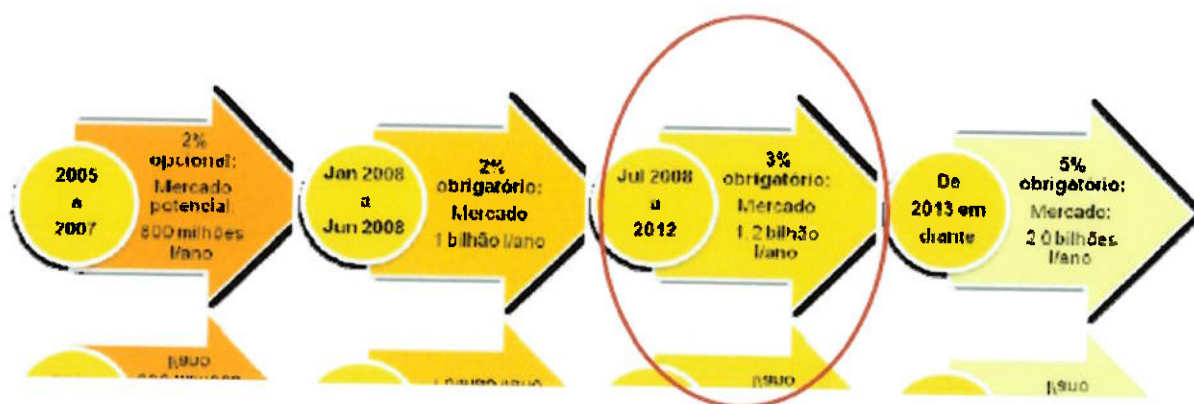 2005
a
2007
2%
opcional:
Mercado
potencial:
800 milhões
l/ano
Jan 2008
a
Jun 2008
2%
obrigatório:
Mercado
1 bilhão l/ano
Jul 2008
a
2012
3%
obrigatório:
Mercado
1,2 bilhão
l/ano
De
2013 em
diante
5%
obrigatório:
Mercado:
2,0 bilhões
l/ano